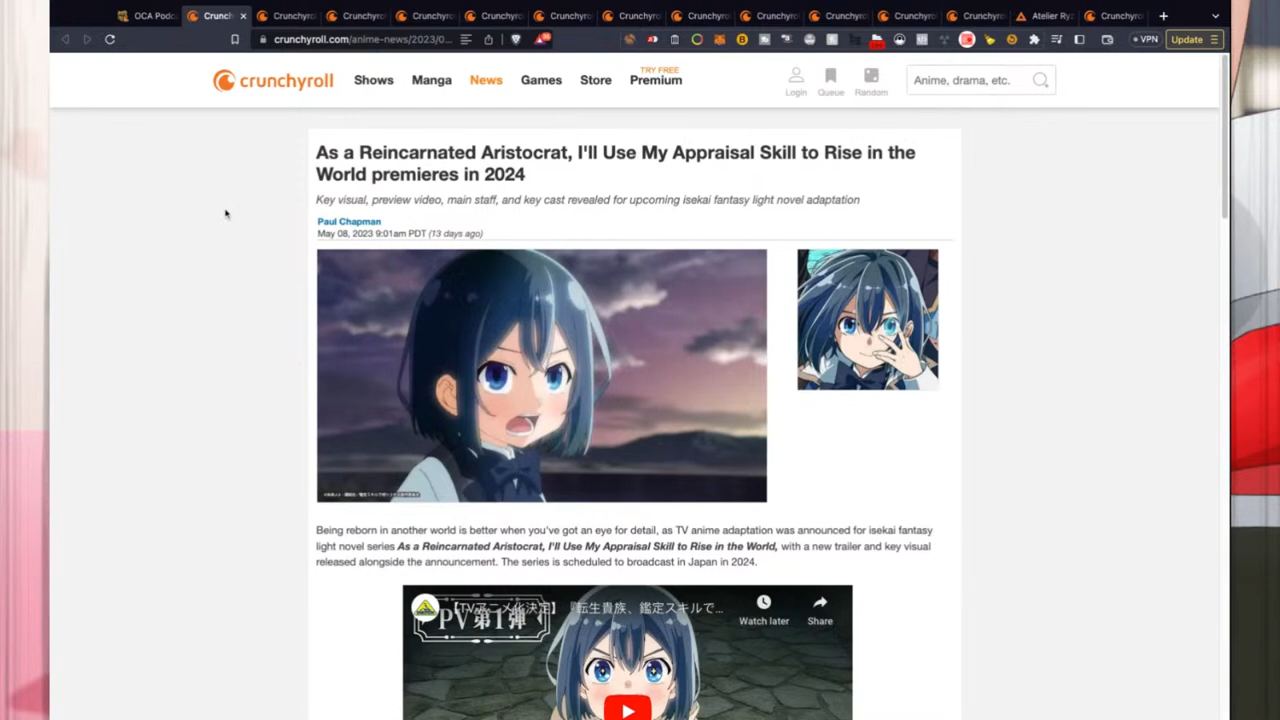 OCA Podc
Crunch
Crunchyro
Crunchyro
Crunchyro
Crunchyro
Crunchyro
Crunchyro
Crunchyro
Crunchyro
Crunchyro
Crunchyro
Crunchyro
Atelier Ry
Crunchyro
crunchyroll.com/anime-news/2023/0...
VPN
Update
crunchyroll
Shows
Manga
News
Games
Store
TRY FREE
Premium
Login
Queue
Random
Anime, drama, etc.
As a Reincarnated Aristocrat, I'll Use My Appraisal Skill to Rise in the
World premieres in 2024
Key visual, preview video, main staff, and key cast revealed for upcoming isekai fantasy light novel adaptation
Paul Chapman
May 08, 2023 9:01am PDT (13 days ago)
Being reborn in another world is better when you've got an eye for detail, as TV anime adaptation was announced for isekai fantasy
light novel series As a Reincarnated Aristocrat, I'll Use My Appraisal Skill to Rise in the World, with a new trailer and key visual
released alongside the announcement. The series is scheduled to broadcast in Japan in 2024.
【TVアニメ化決定】『転生貴族、鑑定スキルで...
Watch later
Share
PV第1弾